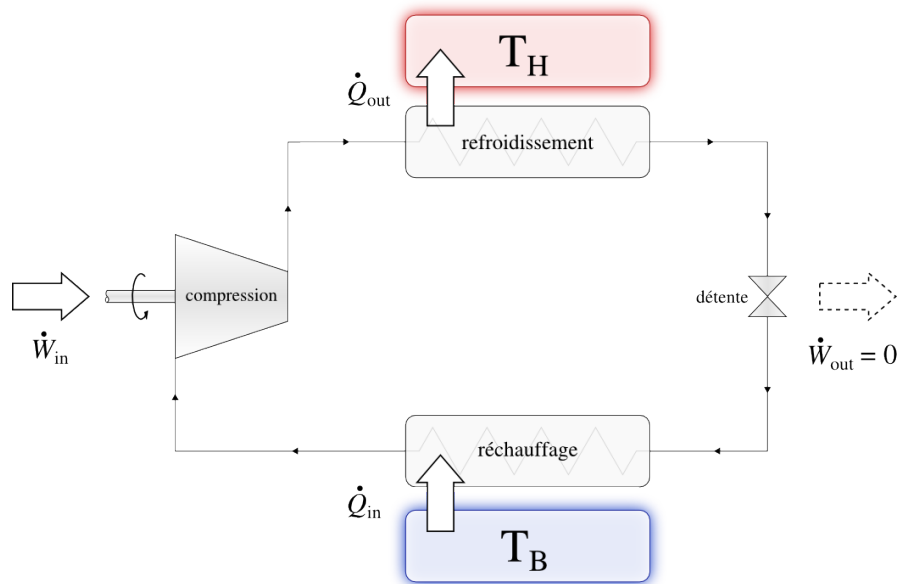 T_H
Q̇_out
refroidissement
compression
détente
Ẇ_in
Ẇ_out = 0
réchauffage
Q̇_in
T_B